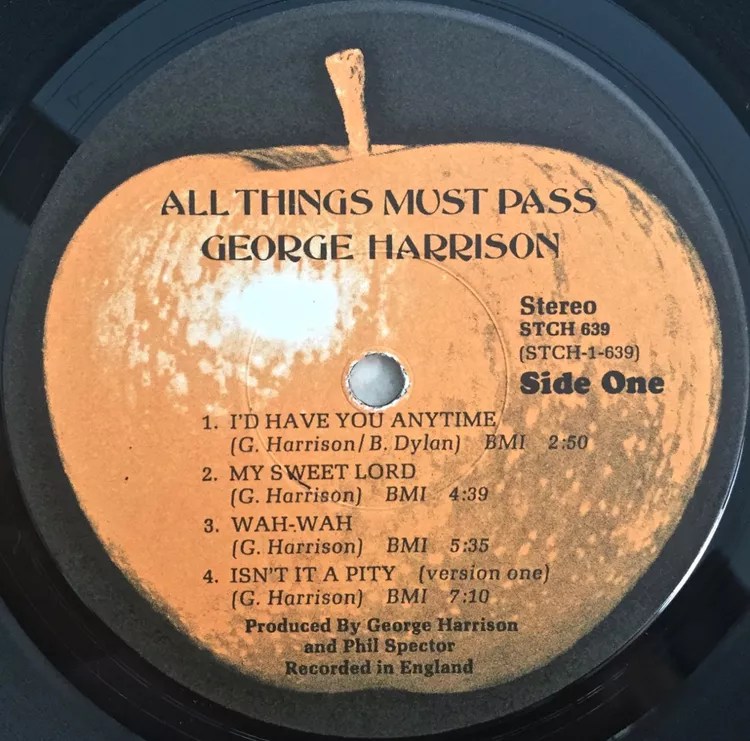 ALL THINGS MUST PASS
GEORGE HARRISON
Stereo
STCH 639
(STCH-1-639)
Side One
1. I'D HAVE YOU ANYTIME
(G. Harrison/B. Dylan) BMI 2:50
2. MY SWEET LORD
(G. Harrison) BMI 4:39
3. WAH-WAH
(G. Harrison) BMI 5:35
4. ISN'T IT A PITY (version one)
(G. Harrison) BMI 7:10
Produced By George Harrison
and Phil Spector
Recorded in England